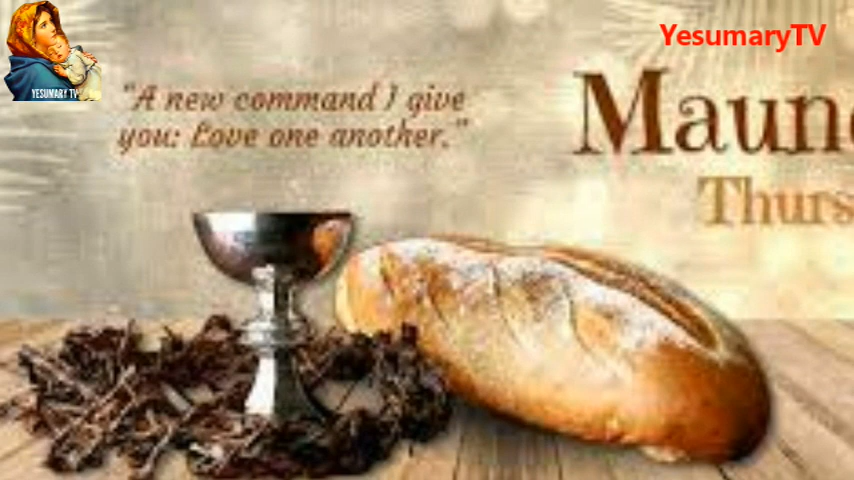 YesumaryTV
YESUMARY TV
"A new command I give
you: Love one another."
Maun
Thurs